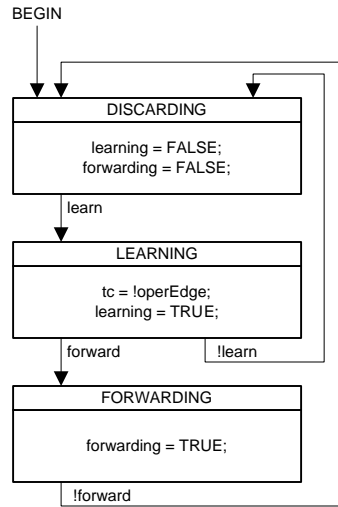 BEGIN
DISCARDING
learning = FALSE;
forwarding = FALSE;
learn
LEARNING
tc = !operEdge;
learning = TRUE;
forward
!learn
FORWARDING
forwarding = TRUE;
!forward